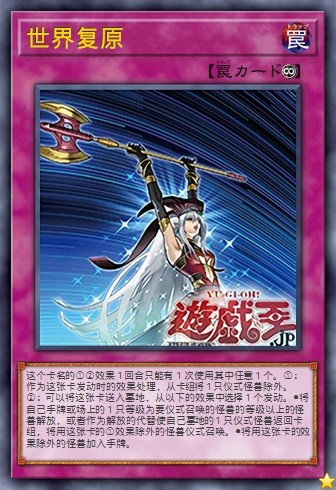 世界复原
トラップ
罠
【罠カード】
YU-GI-OH!
遊戯王
.JP
这个卡名的①②效果1回合只能有1次使用其中任意1个。①：
作为这张卡发动时的效果处理，从卡组将1只仪式怪兽除外。
②：可以将这张卡送入墓地，从以下的效果中选择1个发动。●将
自己手牌或场上的1只等级为要仪式召唤的怪兽的等级以上的怪
兽解放，或者作为解放的代替使自己墓地的1只仪式怪兽返回卡
组，将用这张卡的①效果除外的怪兽仪式召唤。●将用这张卡的效
果除外的怪兽加入手牌。